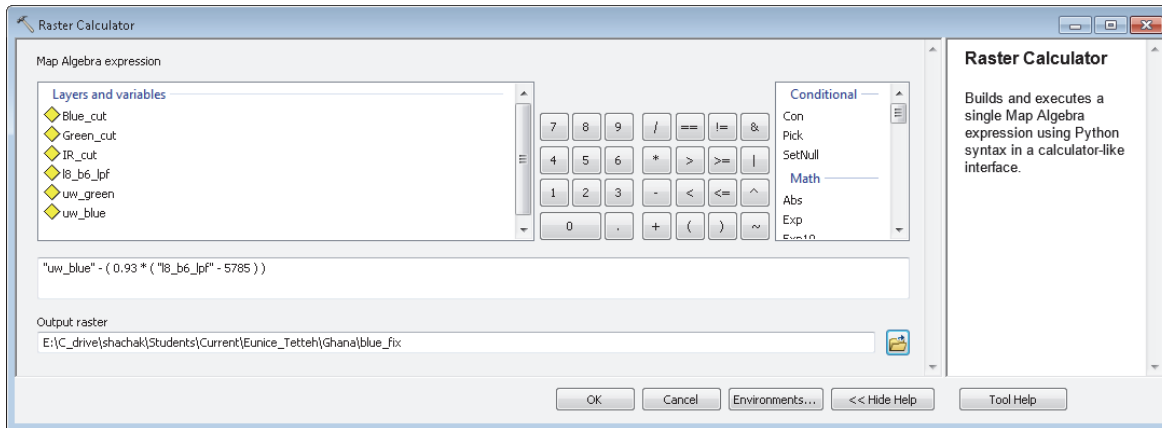 Raster Calculator
Map Algebra expression
Layers and variables
Blue_cut
Green_cut
IR_cut
l8_b6_lpf
uw_green
uw_blue
7 8 9 / == != &
4 5 6 * > >= |
1 2 3 - < <= ^
0 . + ( ) ~
Conditional
Con
Pick
SetNull
Math
Abs
Exp
Exp10
"uw_blue" - ( 0.93 * ( "l8_b6_lpf" - 5785 ) )
Output raster
E:\C_drive\shachak\Students\Current\Eunice_Tetteh\Ghana\blue_fix
OK Cancel Environments... << Hide Help Tool Help
Raster Calculator
Builds and executes a
single Map Algebra
expression using Python
syntax in a calculator-like
interface.